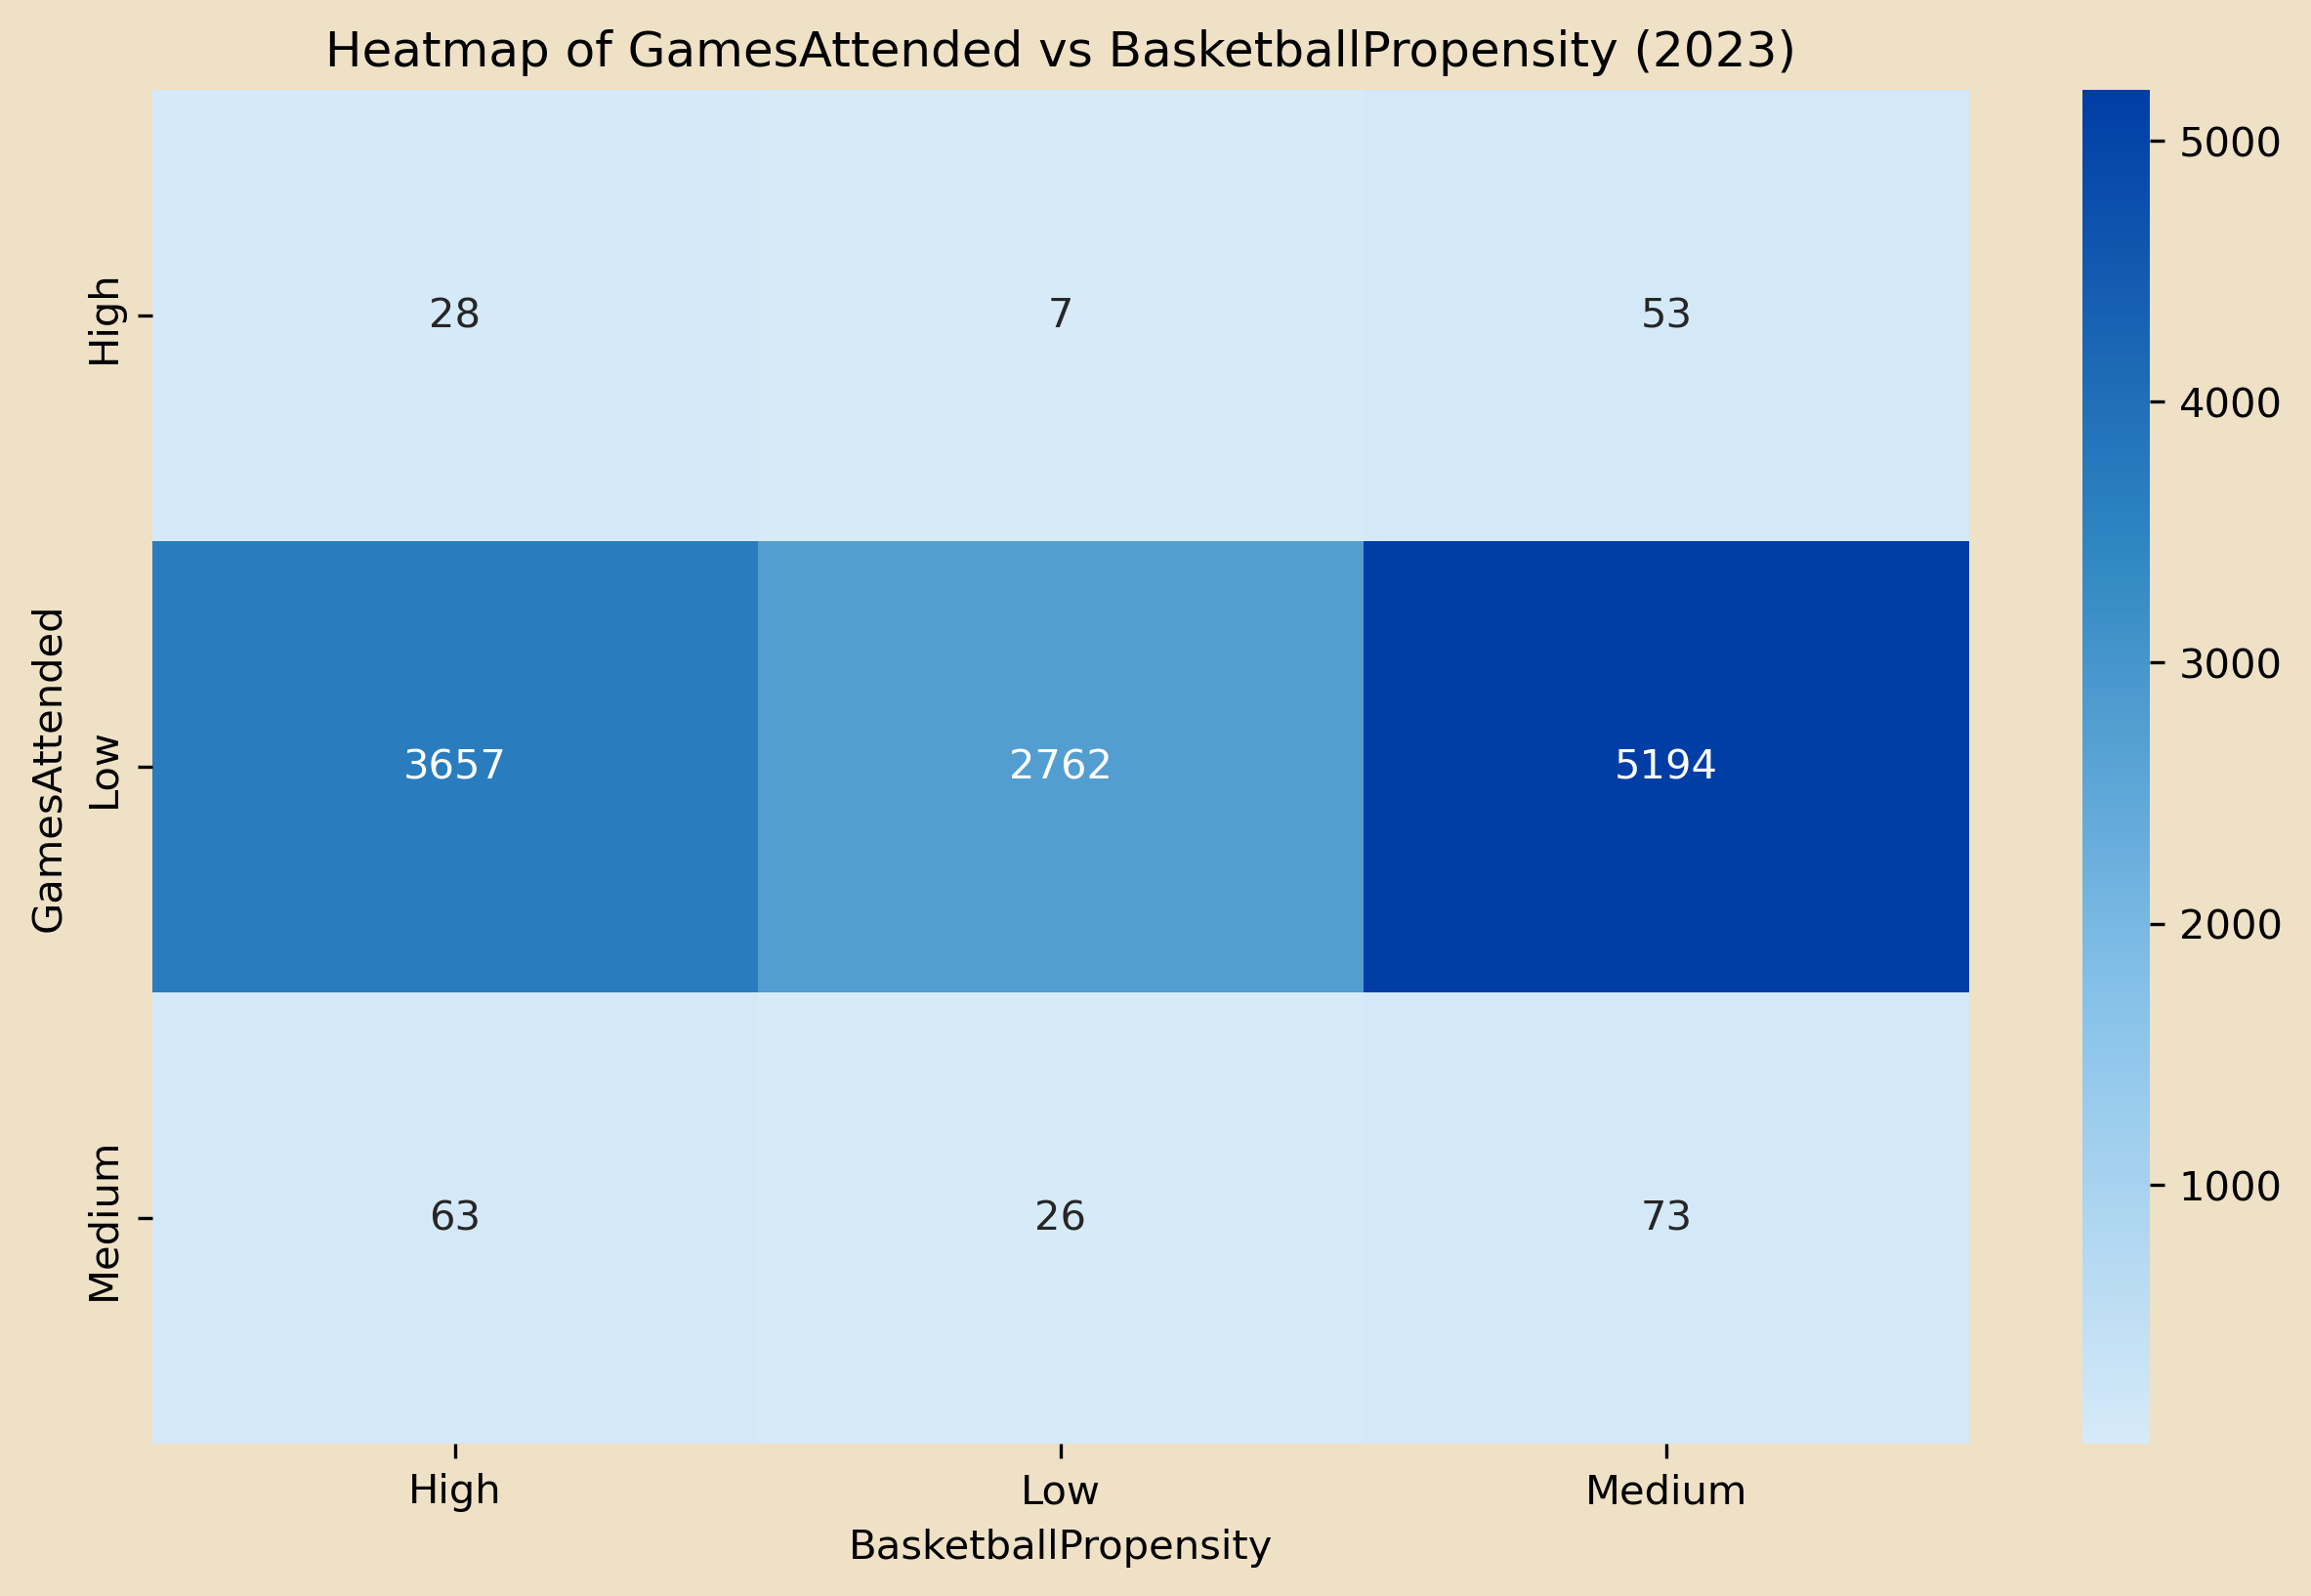 Heatmap of GamesAttended vs BasketballPropensity (2023)
GamesAttended
High
28
7
53
Low
3657
2762
5194
Medium
63
26
73
High
Low
Medium
BasketballPropensity
5000
4000
3000
2000
1000